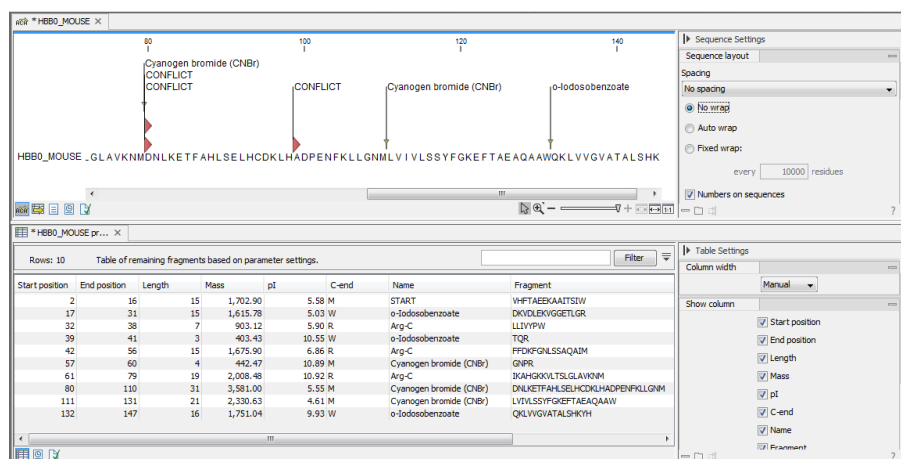 * HBB0_MOUSE
80 100 120 140
Cyanogen bromide (CNBr)
CONFLICT
CONFLICT CONFLICT Cyanogen bromide (CNBr) o-Iodosobenzoate
HBB0_MOUSE GLAVKNMDNLKETFAHLSELHCDKLHADPENFKLLGNMLVIVLSSYFGKEFTAEAQAAWQKLVVGVATALSHK
Sequence Settings
Sequence layout
Spacing
No spacing
No wrap
Auto wrap
Fixed wrap:
every 10000 residues
Numbers on sequences
* HBB0_MOUSE pr...
Rows: 10 Table of remaining fragments based on parameter settings. Filter
Start position End position Length Mass pI C-end Name Fragment
2 16 15 1,702.90 5.58 M START VHFTAEEKAAITSIW
17 31 15 1,615.78 5.03 W o-Iodosobenzoate DKVDLEKVGGETLGR
32 38 7 903.12 5.90 R Arg-C LLIVYPW
39 41 3 403.43 10.55 W o-Iodosobenzoate TQR
42 56 15 1,675.90 6.86 R Arg-C FFDKFGNLSSAQAIM
57 60 4 442.47 10.89 M Cyanogen bromide (CNBr) GNPR
61 79 19 2,008.48 10.92 R Arg-C IKAHGKKVLTSLGLAVKNM
80 110 31 3,581.00 5.55 M Cyanogen bromide (CNBr) DNLKETFAHLSELHCDKLHADPENFKLLGNM
111 131 21 2,330.63 4.61 M Cyanogen bromide (CNBr) LVIVLSSYFGKEFTAEAQAAW
132 147 16 1,751.04 9.93 W o-Iodosobenzoate QKLVVGVATALSHKYH
Table Settings
Column width
Manual
Show column
Start position
End position
Length
Mass
pI
C-end
Name
Fragment